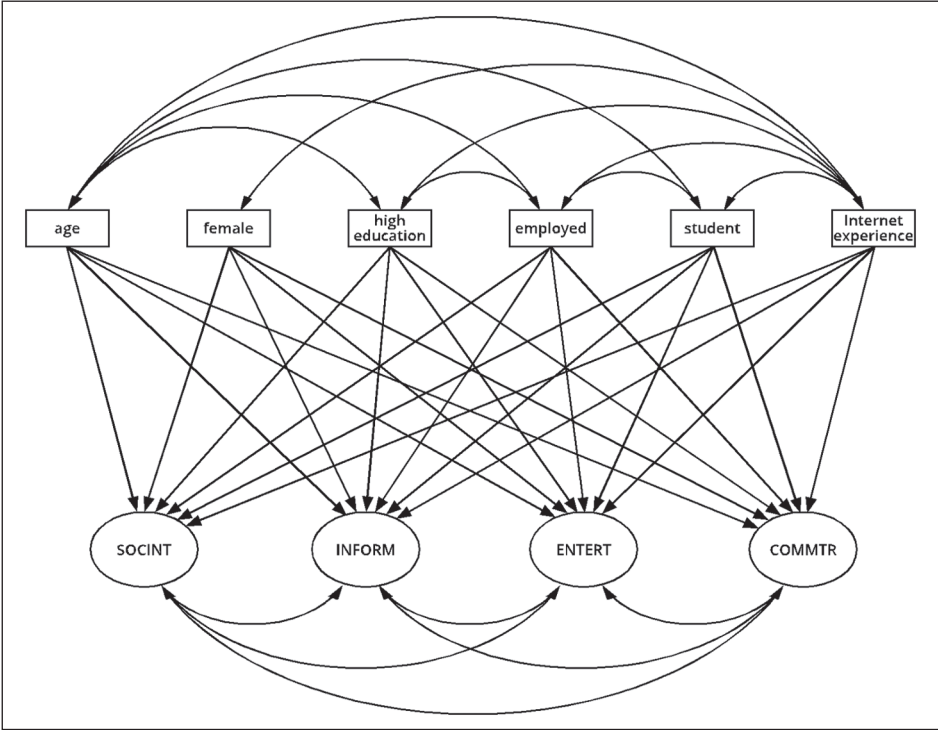 age
female
high
education
employed
student
Internet
experience
SOCINT
INFORM
ENTERT
COMMTR